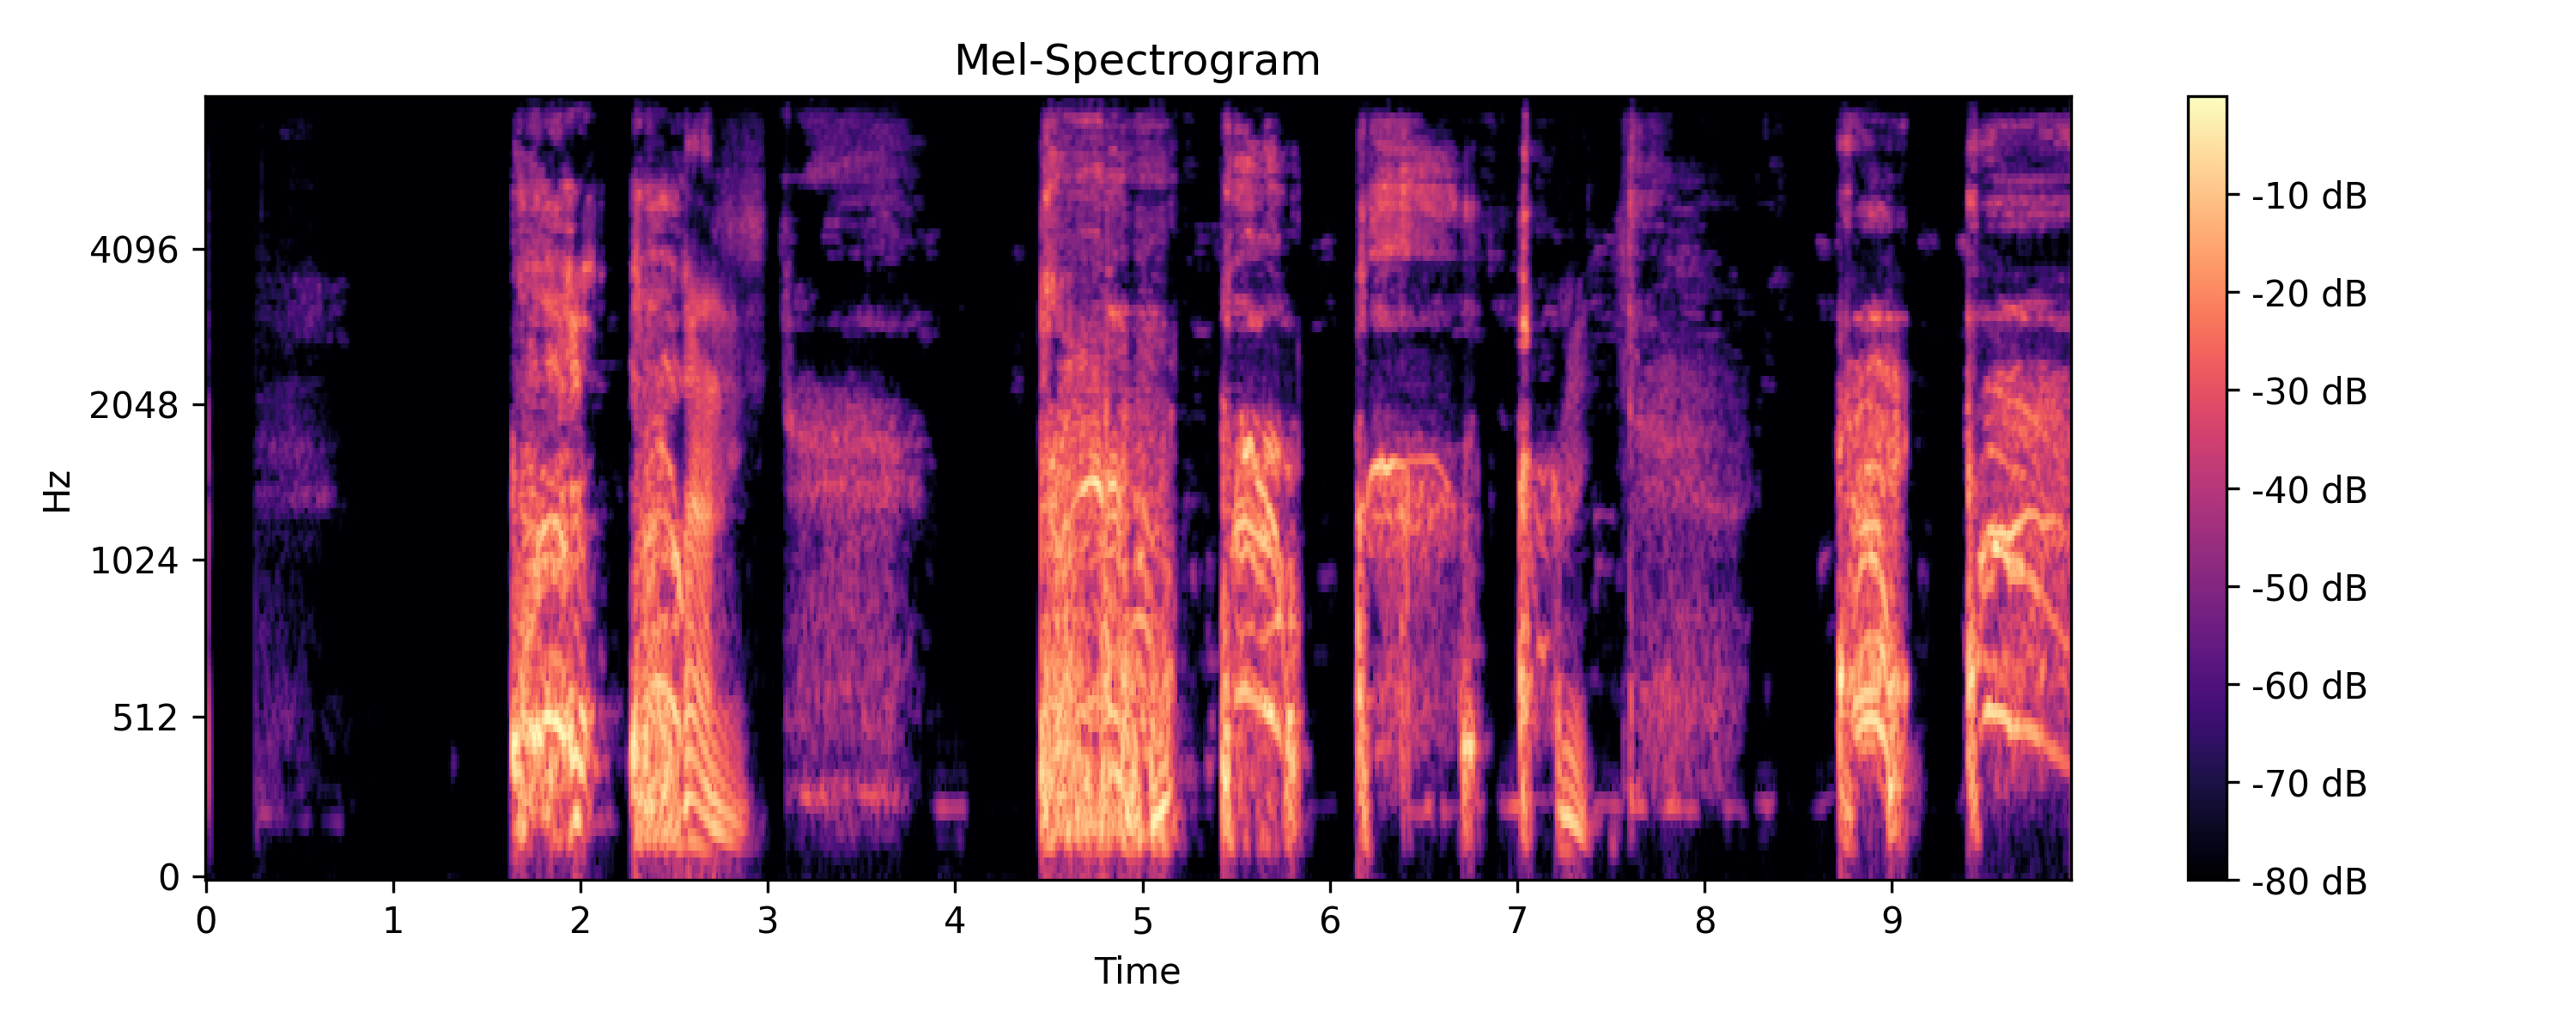 Mel-Spectrogram
Hz
4096
2048
1024
512
0
0 1 2 3 4 5 6 7 8 9
Time
-10 dB
-20 dB
-30 dB
-40 dB
-50 dB
-60 dB
-70 dB
-80 dB